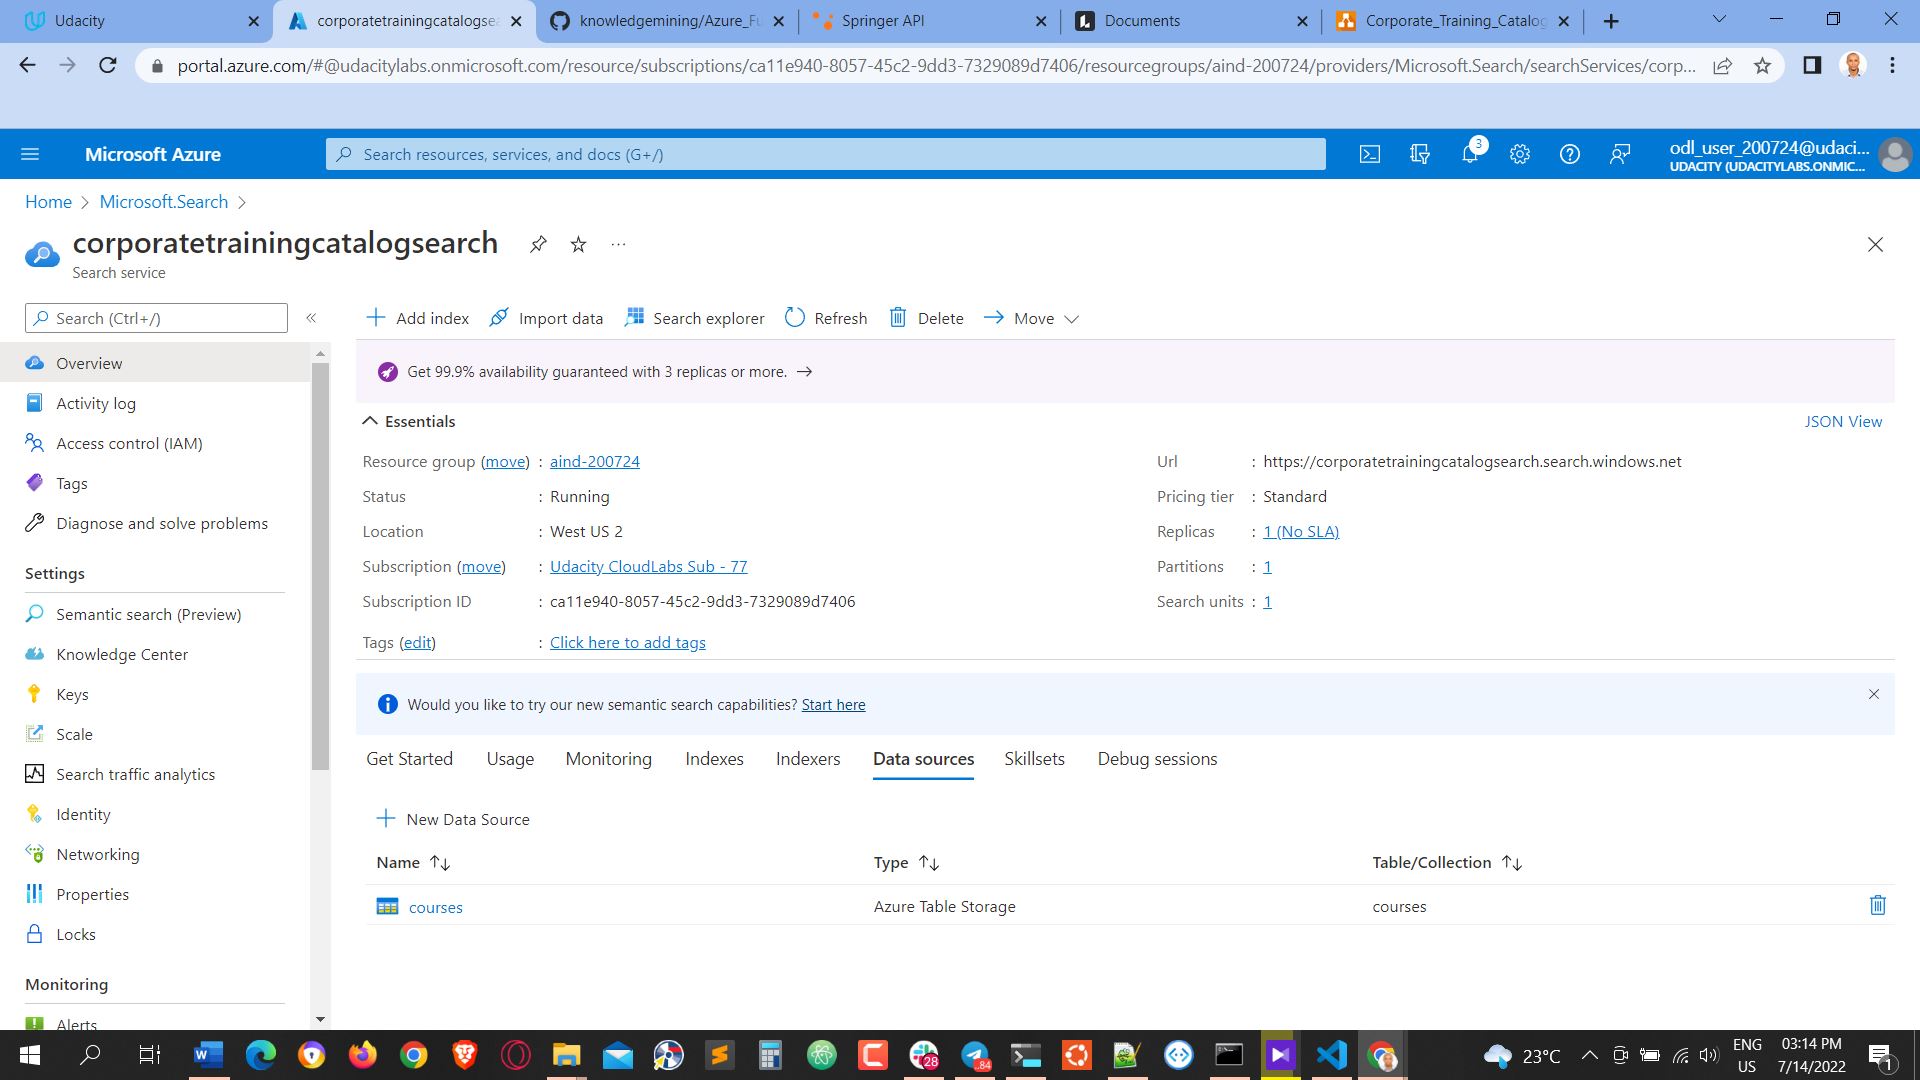 Udacity
corporatetrainingcatalogsea
knowledgemining/Azure_Fu
Springer API
Documents
Corporate_Training_Catalog
portal.azure.com/#@udacitylabs.onmicrosoft.com/resource/subscriptions/ca11e940-8057-45c2-9dd3-7329089d7406/resourcegroups/aind-200724/providers/Microsoft.Search/searchServices/corp...
Microsoft Azure
Search resources, services, and docs (G+/)
3
odl_user_200724@udaci...
UDACITY (UDACITYLABS.ONMIC...
Home > Microsoft.Search >
corporatetrainingcatalogsearch
Search service
Search (Ctrl+/)
Overview
Activity log
Access control (IAM)
Tags
Diagnose and solve problems
Settings
Semantic search (Preview)
Knowledge Center
Keys
Scale
Search traffic analytics
Identity
Networking
Properties
Locks
Monitoring
Alerts
Add index
Import data
Search explorer
Refresh
Delete
Move
Get 99.9% availability guaranteed with 3 replicas or more. →
Essentials
JSON View
Resource group (move) : aind-200724
Status : Running
Location : West US 2
Subscription (move) : Udacity CloudLabs Sub - 77
Subscription ID : ca11e940-8057-45c2-9dd3-7329089d7406
Tags (edit) : Click here to add tags
Url : https://corporatetrainingcatalogsearch.search.windows.net
Pricing tier : Standard
Replicas : 1 (No SLA)
Partitions : 1
Search units : 1
Would you like to try our new semantic search capabilities? Start here
Get Started
Usage
Monitoring
Indexes
Indexers
Data sources
Skillsets
Debug sessions
New Data Source
Name
Type
Table/Collection
courses
Azure Table Storage
courses
28
84
23°C
ENG
US
03:14 PM
7/14/2022
1